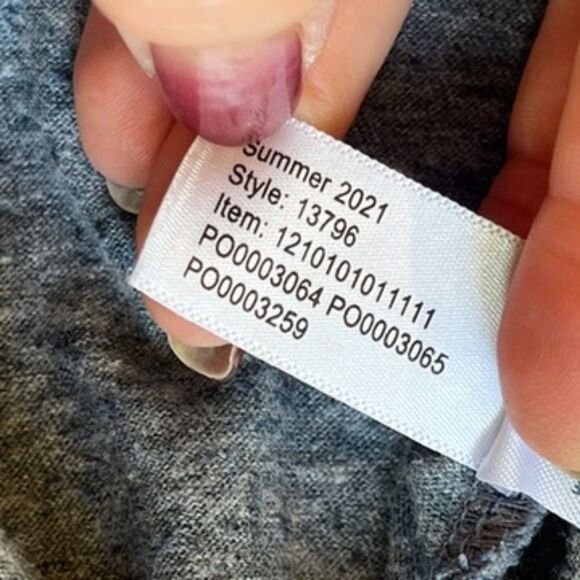 Summer 2021
Style: 13796
Item: 1210101011111
PO0003064 PO0003065
PO0003259